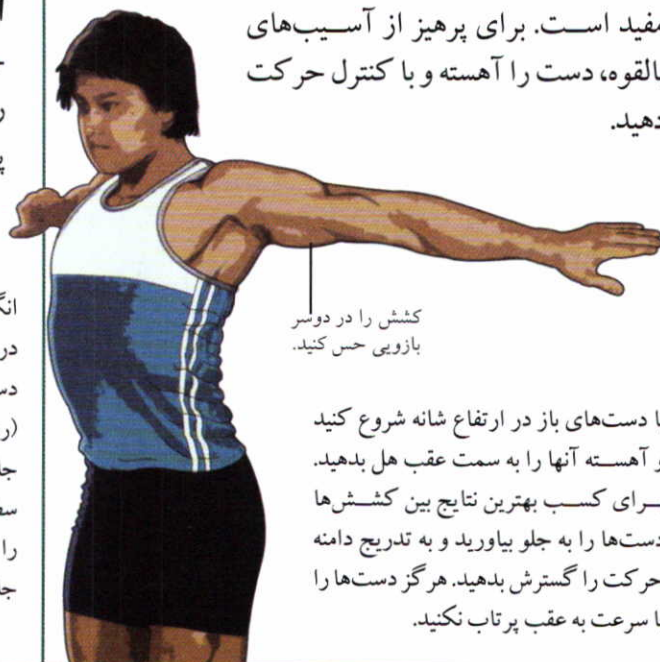 مفید است. برای پرهیز از آسیب‌های
بالقوه، دست را آهسته و با کنترل حرکت
دهید.
کشش را در دوسر
بازویی حس کنید.
با دست‌های باز در ارتفاع شانه شروع کنید
و آهسته آنها را به سمت عقب هل بدهید.
برای کسب بهترین نتایج بین کشش‌ها
دست‌ها را به جلو بیاورید و به تدریج دامنه
حرکت را گسترش بدهید. هرگز دست‌ها را
با سرعت به عقب پرتاب نکنید.